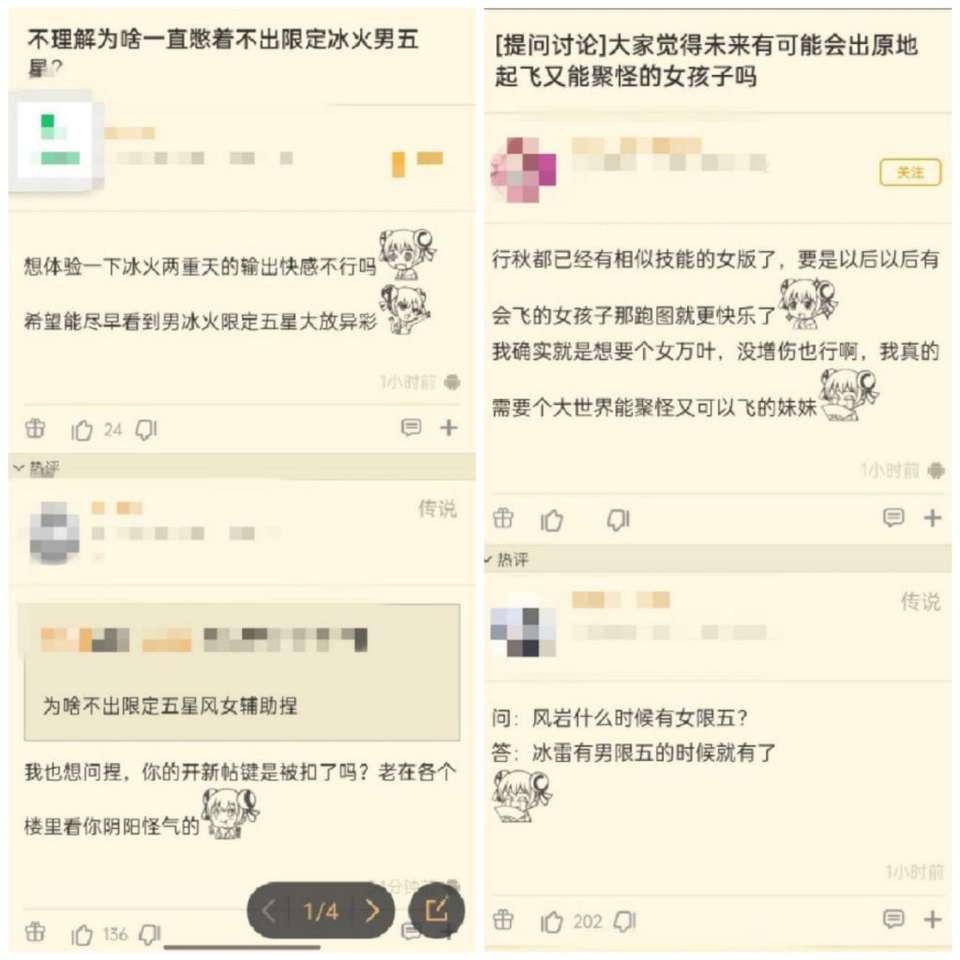 不理解为啥一直憋着不出限定冰火男五
星?
想体验一下冰火两重天的输出快感不行吗
希望能尽早看到男冰火限定五星大放异彩
1小时前
24
热评
传说
为啥不出限定五星风女辅助捏
我也想问捏，你的开新帖键是被扣了吗？老在各个
楼里看你阴阳怪气的
1/4
136
[提问讨论]大家觉得未来有可能会出原地
起飞又能聚怪的女孩子吗
关注
行秋都已经有相似技能的女版了，要是以后以后有
会飞的女孩子那跑图就更快乐了
我确实就是想要个女万叶，没增伤也行啊，我真的
需要个大世界能聚怪又可以飞的妹妹
1小时前
热评
传说
问：风岩什么时候有女限五？
答：冰雷有男限五的时候就有了
1小时前
202